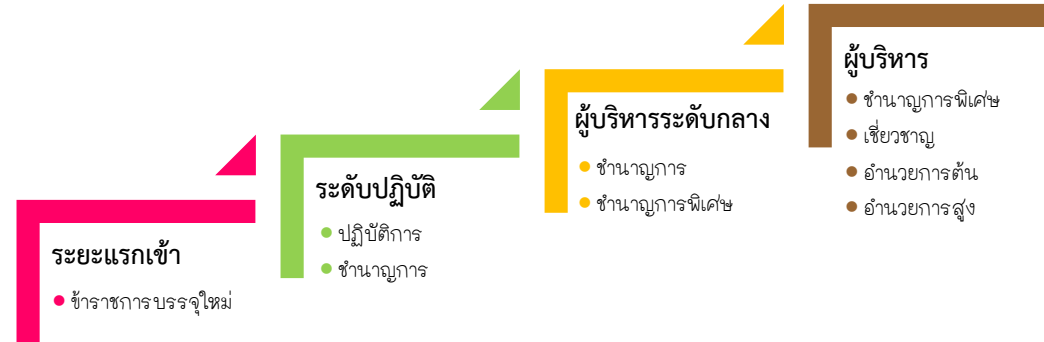 ระยะแรกเข้า
ข้าราชการบรรจุใหม่
ระดับปฏิบัติ
ปฏิบัติการ
ชำนาญการ
ผู้บริหารระดับกลาง
ชำนาญการ
ชำนาญการพิเศษ
ผู้บริหาร
ชำนาญการพิเศษ
เชี่ยวชาญ
อำนวยการต้น
อำนวยการสูง